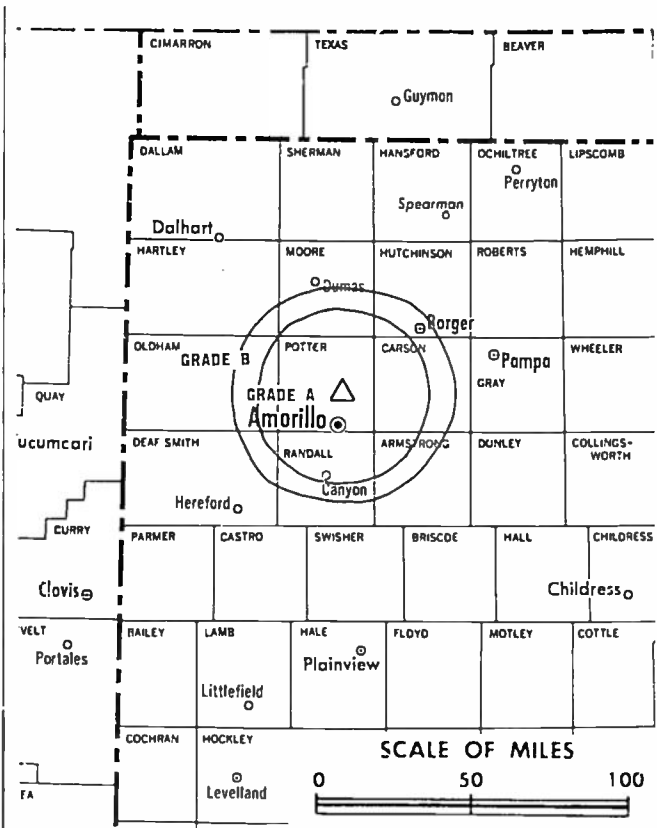 CIMARRON TEXAS BEAVER
Guymon
DALLAM SHERMAN HANSFORD OCHILTREE LIPSCOMB
Perryton
Spearman
Dalhart
HARTLEY MOORE HUTCHINSON ROBERTS HEMPHILL
Dumas
Borger
OLDHAM POTTER CARSON WHEELER
GRADE B
Pampa
GRAY
QUAY
GRADE A
Amarillo
ucumcari
DEAF SMITH RANDALL ARMSTRONG DUNLEY COLLINGS-
WORTH
Canyon
Hereford
CURRY
PARMER CASTRO SWISHER BRISCOE HALL CHILDRESS
Clovis
Childress
VELT
BAILEY LAMB HALE FLOYD MOTLEY COTTLE
Portales
Plainview
Littlefield
COCHRAN HOCKLEY
SCALE OF MILES
EA
Levelland
0 50 100